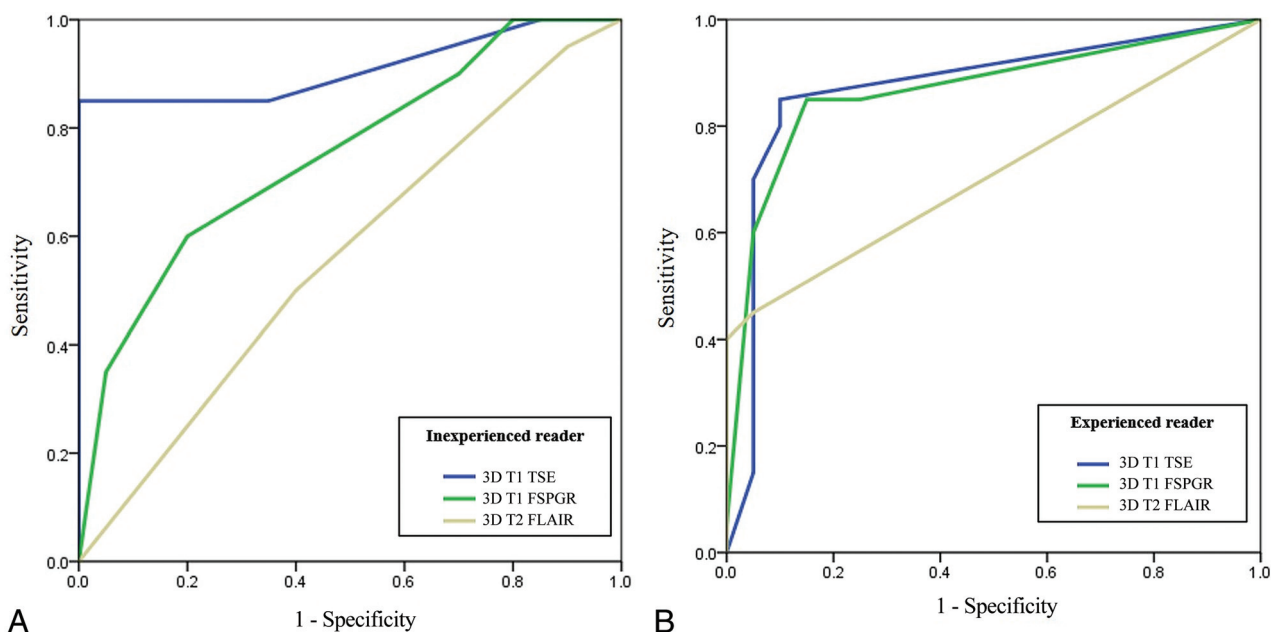 1.0
0.8
0.6
0.4
0.2
0.0
Sensitivity
0.0 0.2 0.4 0.6 0.8 1.0
1 - Specificity
Inexperienced reader
3D T1 TSE
3D T1 FSPGR
3D T2 FLAIR
A
1.0
0.8
0.6
0.4
0.2
0.0
Sensitivity
0.0 0.2 0.4 0.6 0.8 1.0
1 - Specificity
Experienced reader
3D T1 TSE
3D T1 FSPGR
3D T2 FLAIR
B